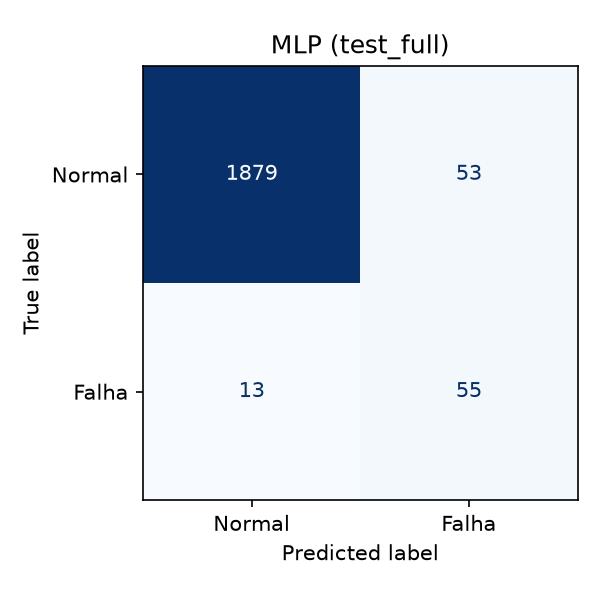 MLP (test_full)
True label
Normal
1879
53
Falha
13
55
Normal
Falha
Predicted label